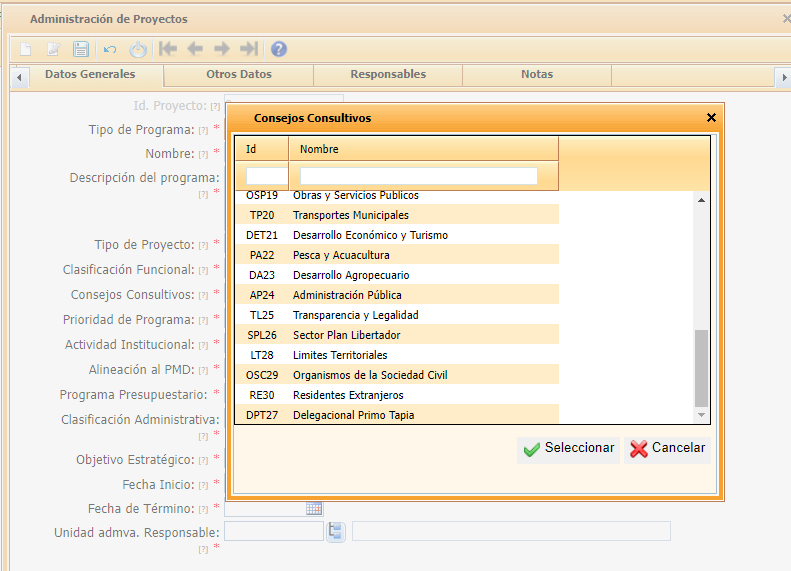 Administración de Proyectos
Datos Generales Otros Datos Responsables Notas
Id. Proyecto: [?]
Tipo de Programa: [?] *
Nombre: [?] *
Descripción del programa: [?] *
Tipo de Proyecto: [?] *
Clasificación Funcional: [?] *
Consejos Consultivos: [?] *
Prioridad de Programa: [?] *
Actividad Institucional: [?] *
Alineación al PMD: [?] *
Programa Presupuestario: *
Clasificación Administrativa: [?] *
Objetivo Estratégico: [?] *
Fecha Inicio: [?] *
Fecha de Término: [?] *
Unidad admva. Responsable: [?] *
Consejos Consultivos
Id Nombre
OSP19 Obras y Servicios Publicos
TP20 Transportes Municipales
DET21 Desarrollo Económico y Turismo
PA22 Pesca y Acuacultura
DA23 Desarrollo Agropecuario
AP24 Administración Pública
TL25 Transparencia y Legalidad
SPL26 Sector Plan Libertador
LT28 Limites Territoriales
OSC29 Organismos de la Sociedad Civil
RE30 Residentes Extranjeros
DPT27 Delegacional Primo Tapia
Seleccionar Cancelar